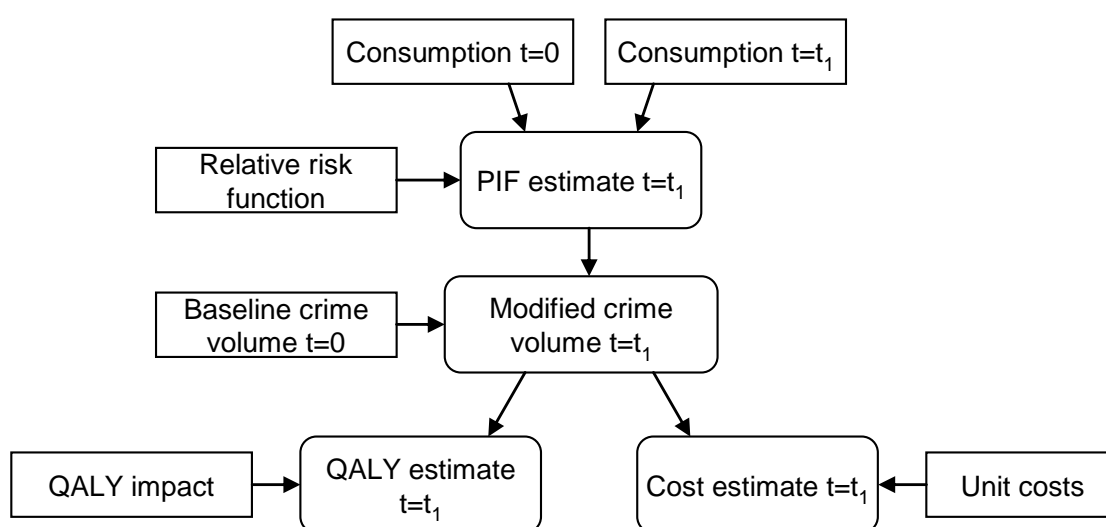 Consumption t=0
Consumption t=t₁
Relative risk
function
PIF estimate t=t₁
Baseline crime
volume t=0
Modified crime
volume t=t₁
QALY impact
QALY estimate
t=t₁
Cost estimate t=t₁
Unit costs